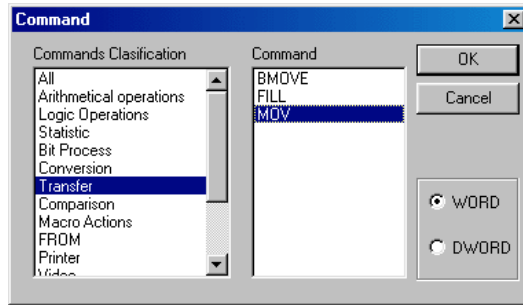 Command
Commands Clasification
All
Arithmetical operations
Logic Operations
Statistic
Bit Process
Conversion
Transfer
Comparison
Macro Actions
FROM
Printer
Video
Command
BMOVE
FILL
MOV
OK
Cancel
WORD
DWORD